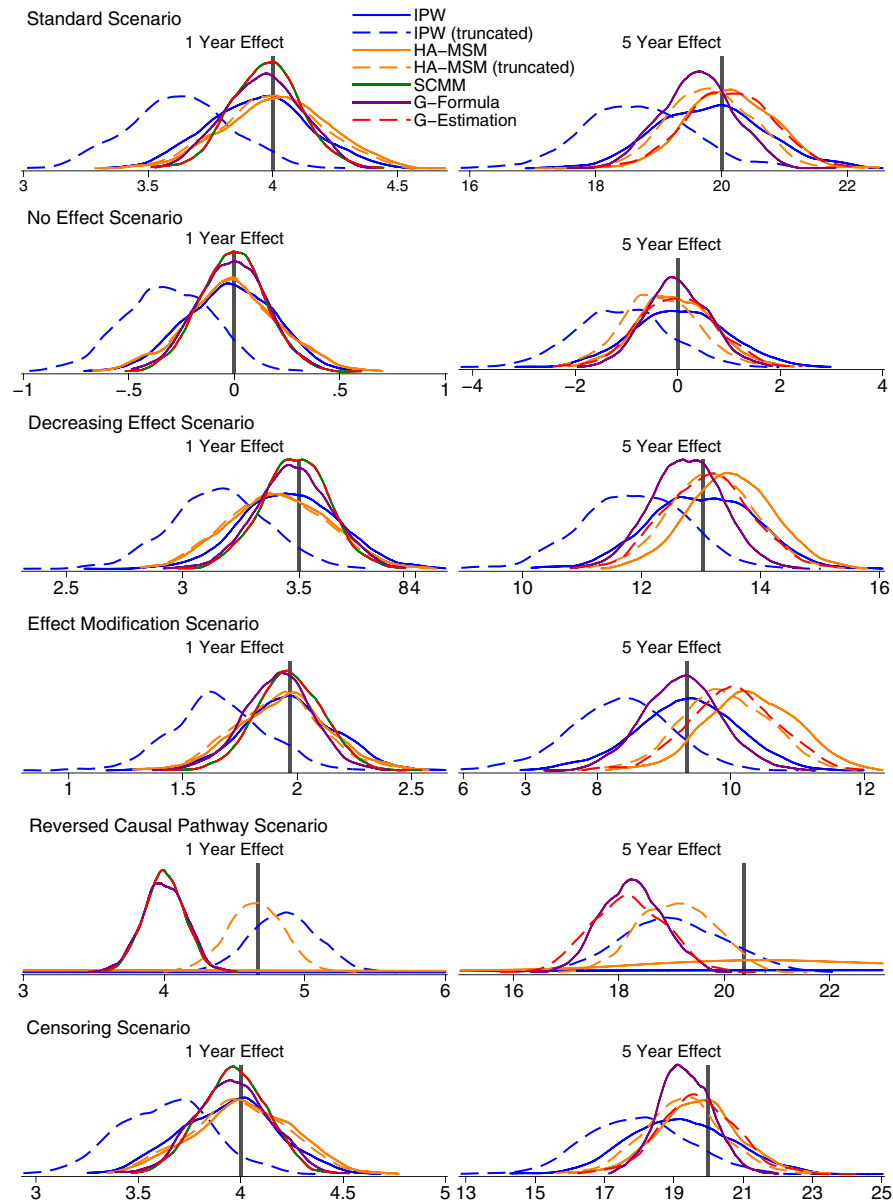 Standard Scenario
IPW
IPW (truncated)
HA−MSM
HA−MSM (truncated)
SCMM
G−Formula
G−Estimation
1 Year Effect
5 Year Effect
3 3.5 4 4.5
16 18 20 22
No Effect Scenario
1 Year Effect
5 Year Effect
−1 −.5 0 .5 1
−4 −2 0 2 4
Decreasing Effect Scenario
1 Year Effect
5 Year Effect
2.5 3 3.5 84
10 12 14 16
Effect Modification Scenario
1 Year Effect
5 Year Effect
1 1.5 2 2.5
6 3 8 10 12
Reversed Causal Pathway Scenario
1 Year Effect
5 Year Effect
3 4 5 6
16 18 20 22
Censoring Scenario
1 Year Effect
5 Year Effect
3 3.5 4 4.5 5
13 15 17 19 21 23 25